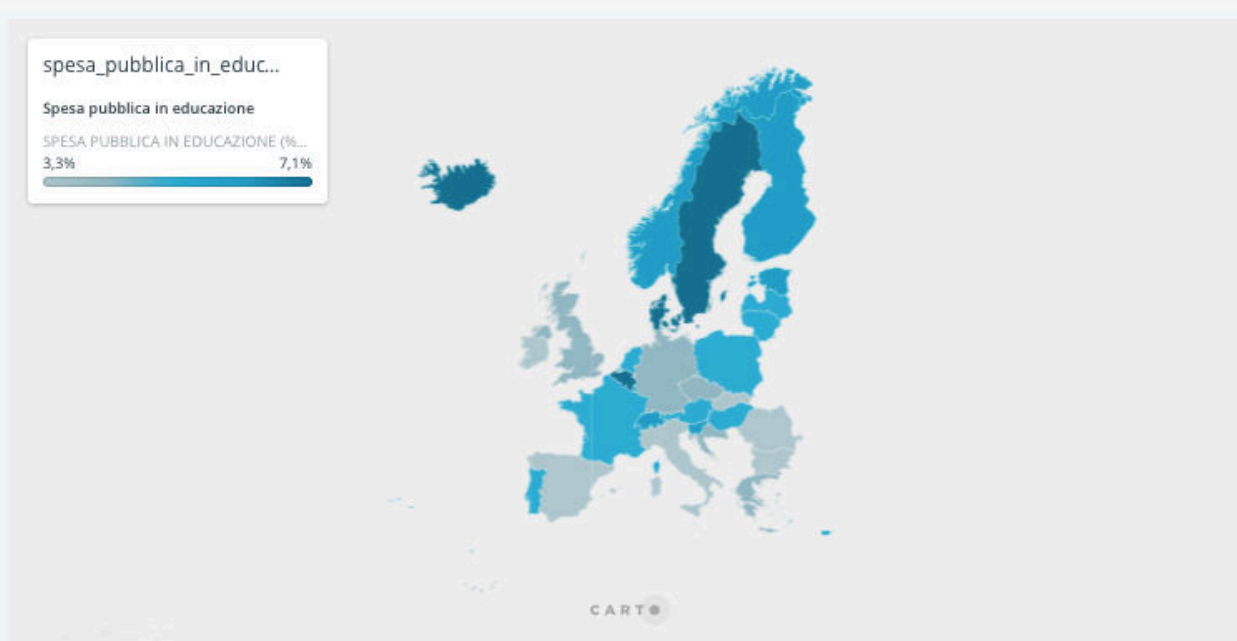 spesa_pubblica_in_educ...
Spesa pubblica in educazione
SPESA PUBBLICA IN EDUCAZIONE (%...
3,3% 7,1%
CARTO